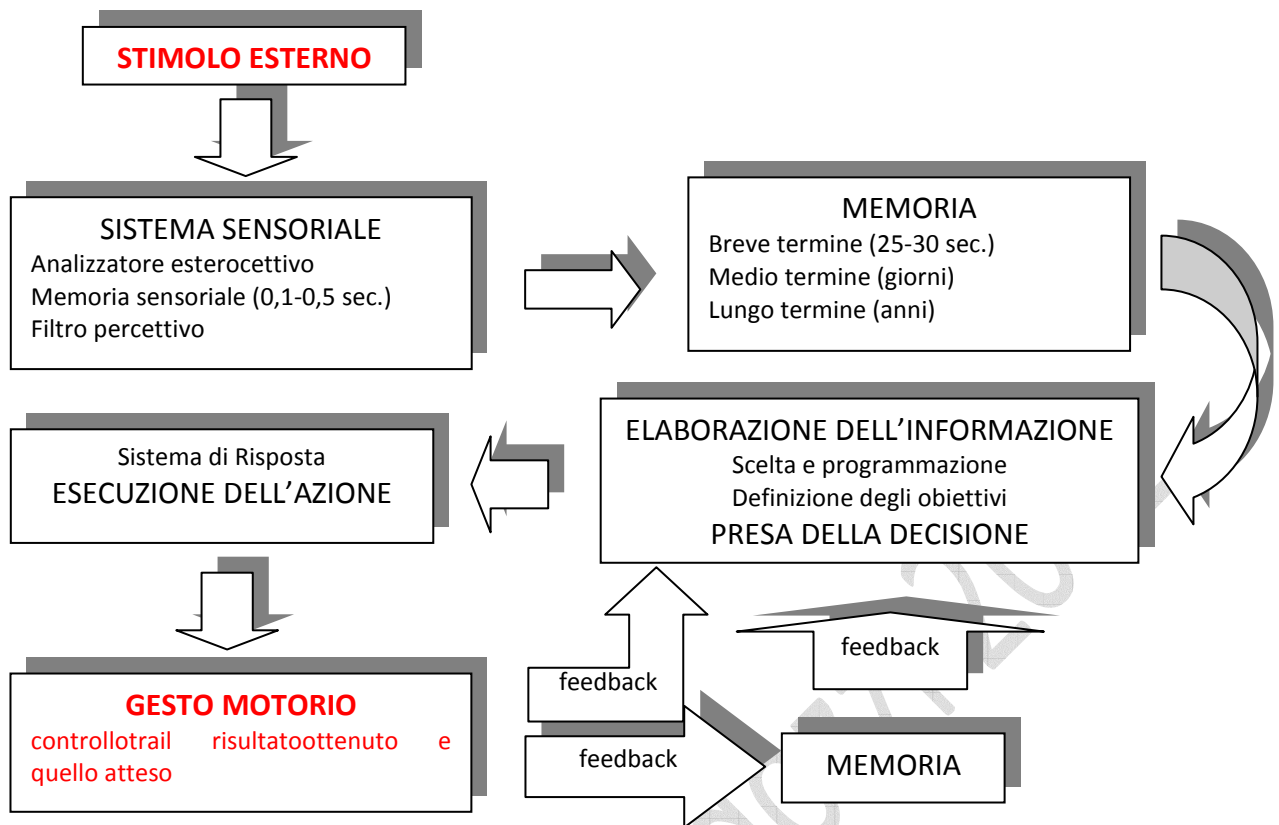 STIMOLO ESTERNO
SISTEMA SENSORIALE
Analizzatore esterocettivo
Memoria sensoriale (0,1-0,5 sec.)
Filtro percettivo
MEMORIA
Breve termine (25-30 sec.)
Medio termine (giorni)
Lungo termine (anni)
ELABORAZIONE DELL’INFORMAZIONE
Scelta e programmazione
Definizione degli obiettivi
PRESA DELLA DECISIONE
Sistema di Risposta
ESECUZIONE DELL’AZIONE
GESTO MOTORIO
controllotrail risultatoottenuto e
quello atteso
feedback
feedback
feedback
MEMORIA